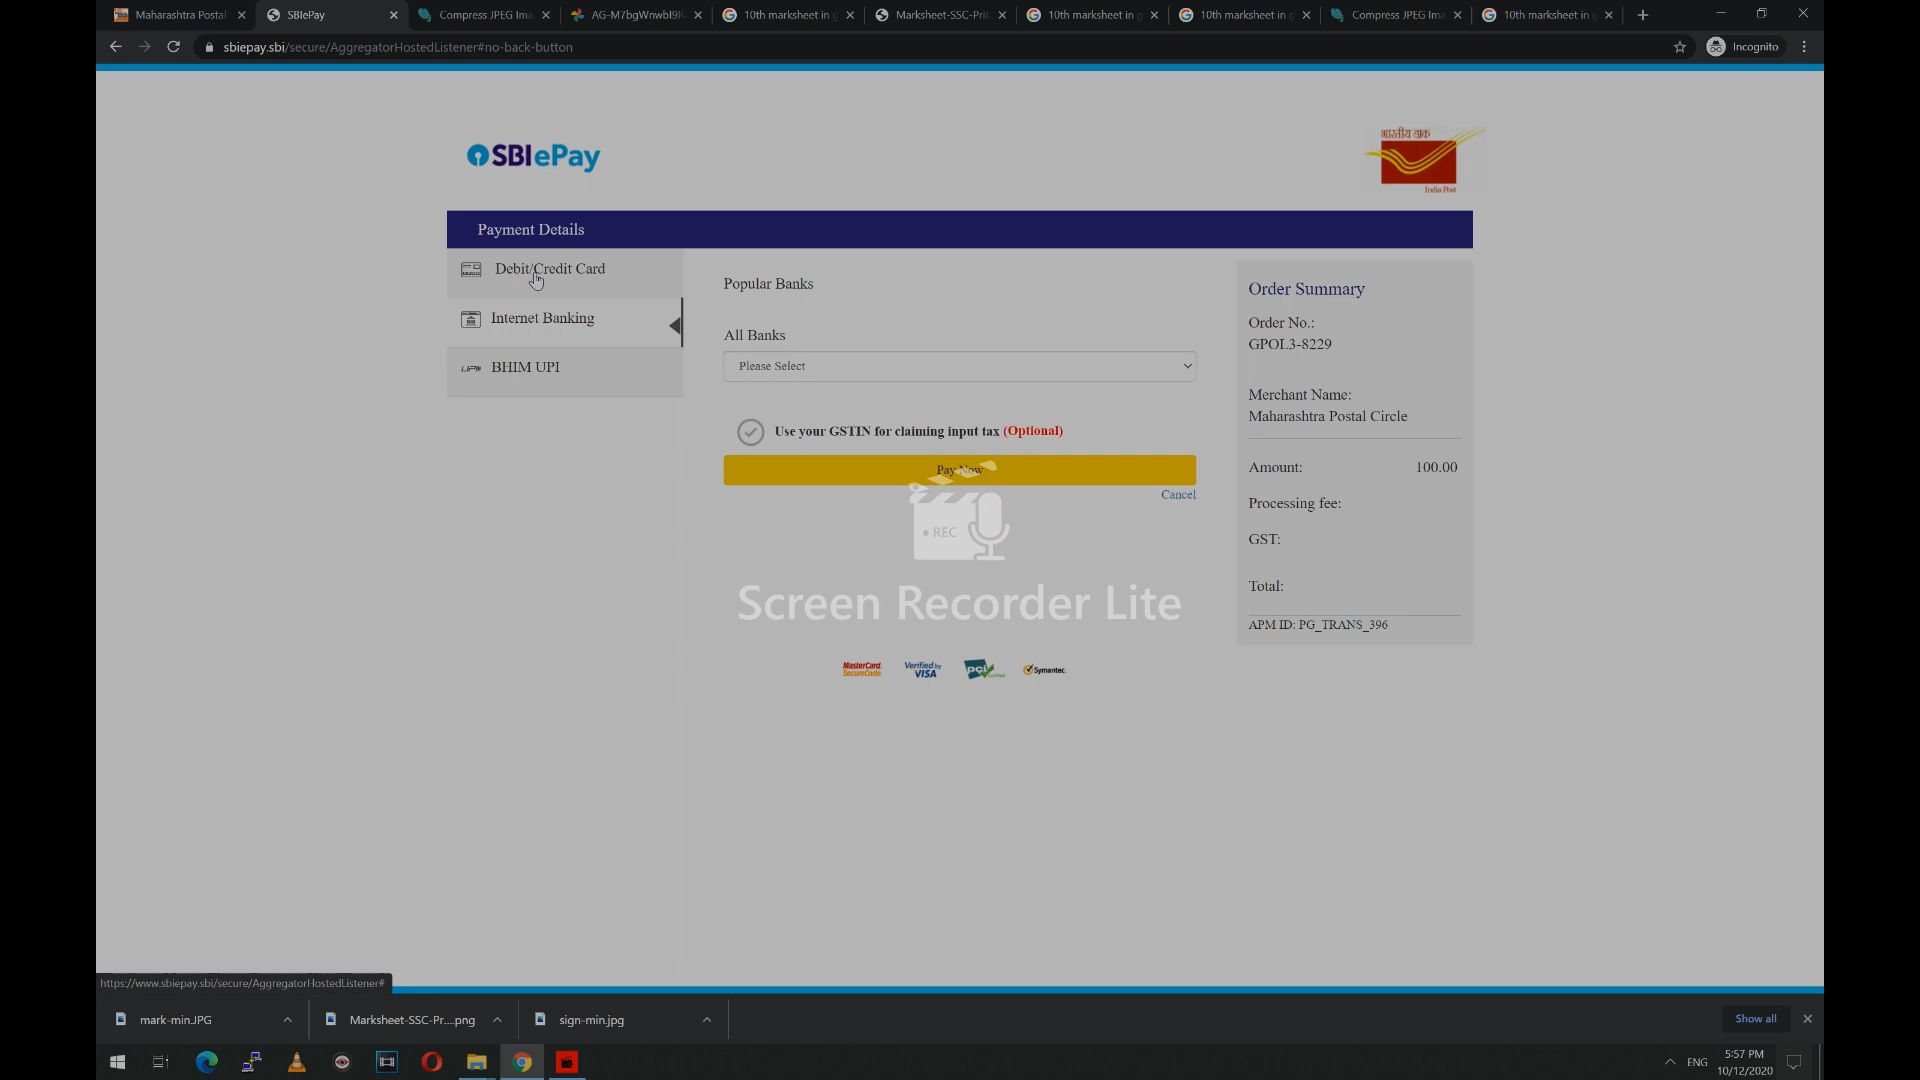 Maharashtra Postal
SBIePay
Compress JPEG Ima
AG-M7bgWnwbI9R
10th marksheet in g
Marksheet-SSC-Prit
10th marksheet in g
10th marksheet in g
Compress JPEG Ima
10th marksheet in g
sbiepay.sbi/secure/AggregatorHostedListener#no-back-button
Incognito
SBI ePay
भारतीय डाक
India Post
Payment Details
Debit/Credit Card
Internet Banking
BHIM UPI
Popular Banks
All Banks
Please Select
Use your GSTIN for claiming input tax (Optional)
Pay Now
Cancel
Order Summary
Order No.:
GPOL3-8229
Merchant Name:
Maharashtra Postal Circle
Amount: 100.00
Processing fee:
GST:
Total:
APM ID: PG_TRANS_396
REC
Screen Recorder Lite
MasterCard.
SecureCode.
Verified by
VISA
pci
Symantec.
https://www.sbiepay.sbi/secure/AggregatorHostedListener#
mark-min.JPG
Marksheet-SSC-Pr....png
sign-min.jpg
Show all
ENG
5:57 PM
10/12/2020